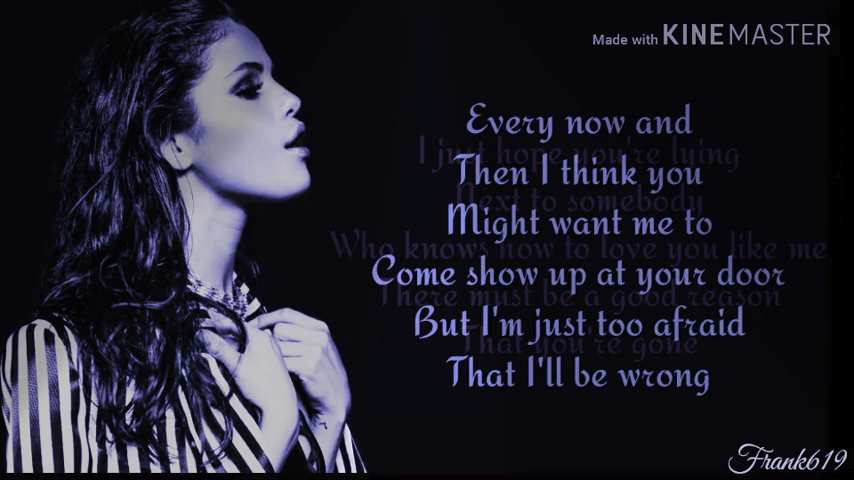 Made with KINEMASTER
Every now and
I just hope you're lying
Then I think you
Next to somebody
Might want me to
Who knows how to love you like me
Come show up at your door
There must be a good reason
But I'm just too afraid
That you're gone
That I'll be wrong
Frank619